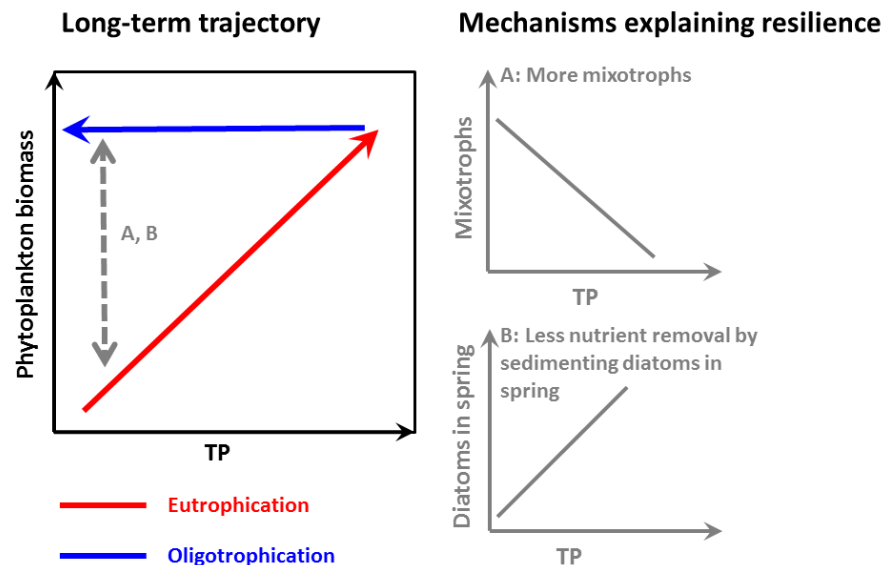 Long-term trajectory
Mechanisms explaining resilience
Phytoplankton biomass
A, B
TP
Eutrophication
Oligotrophication
A: More mixotrophs
Mixotrophs
TP
B: Less nutrient removal by
sedimenting diatoms in
spring
Diatoms in spring
TP